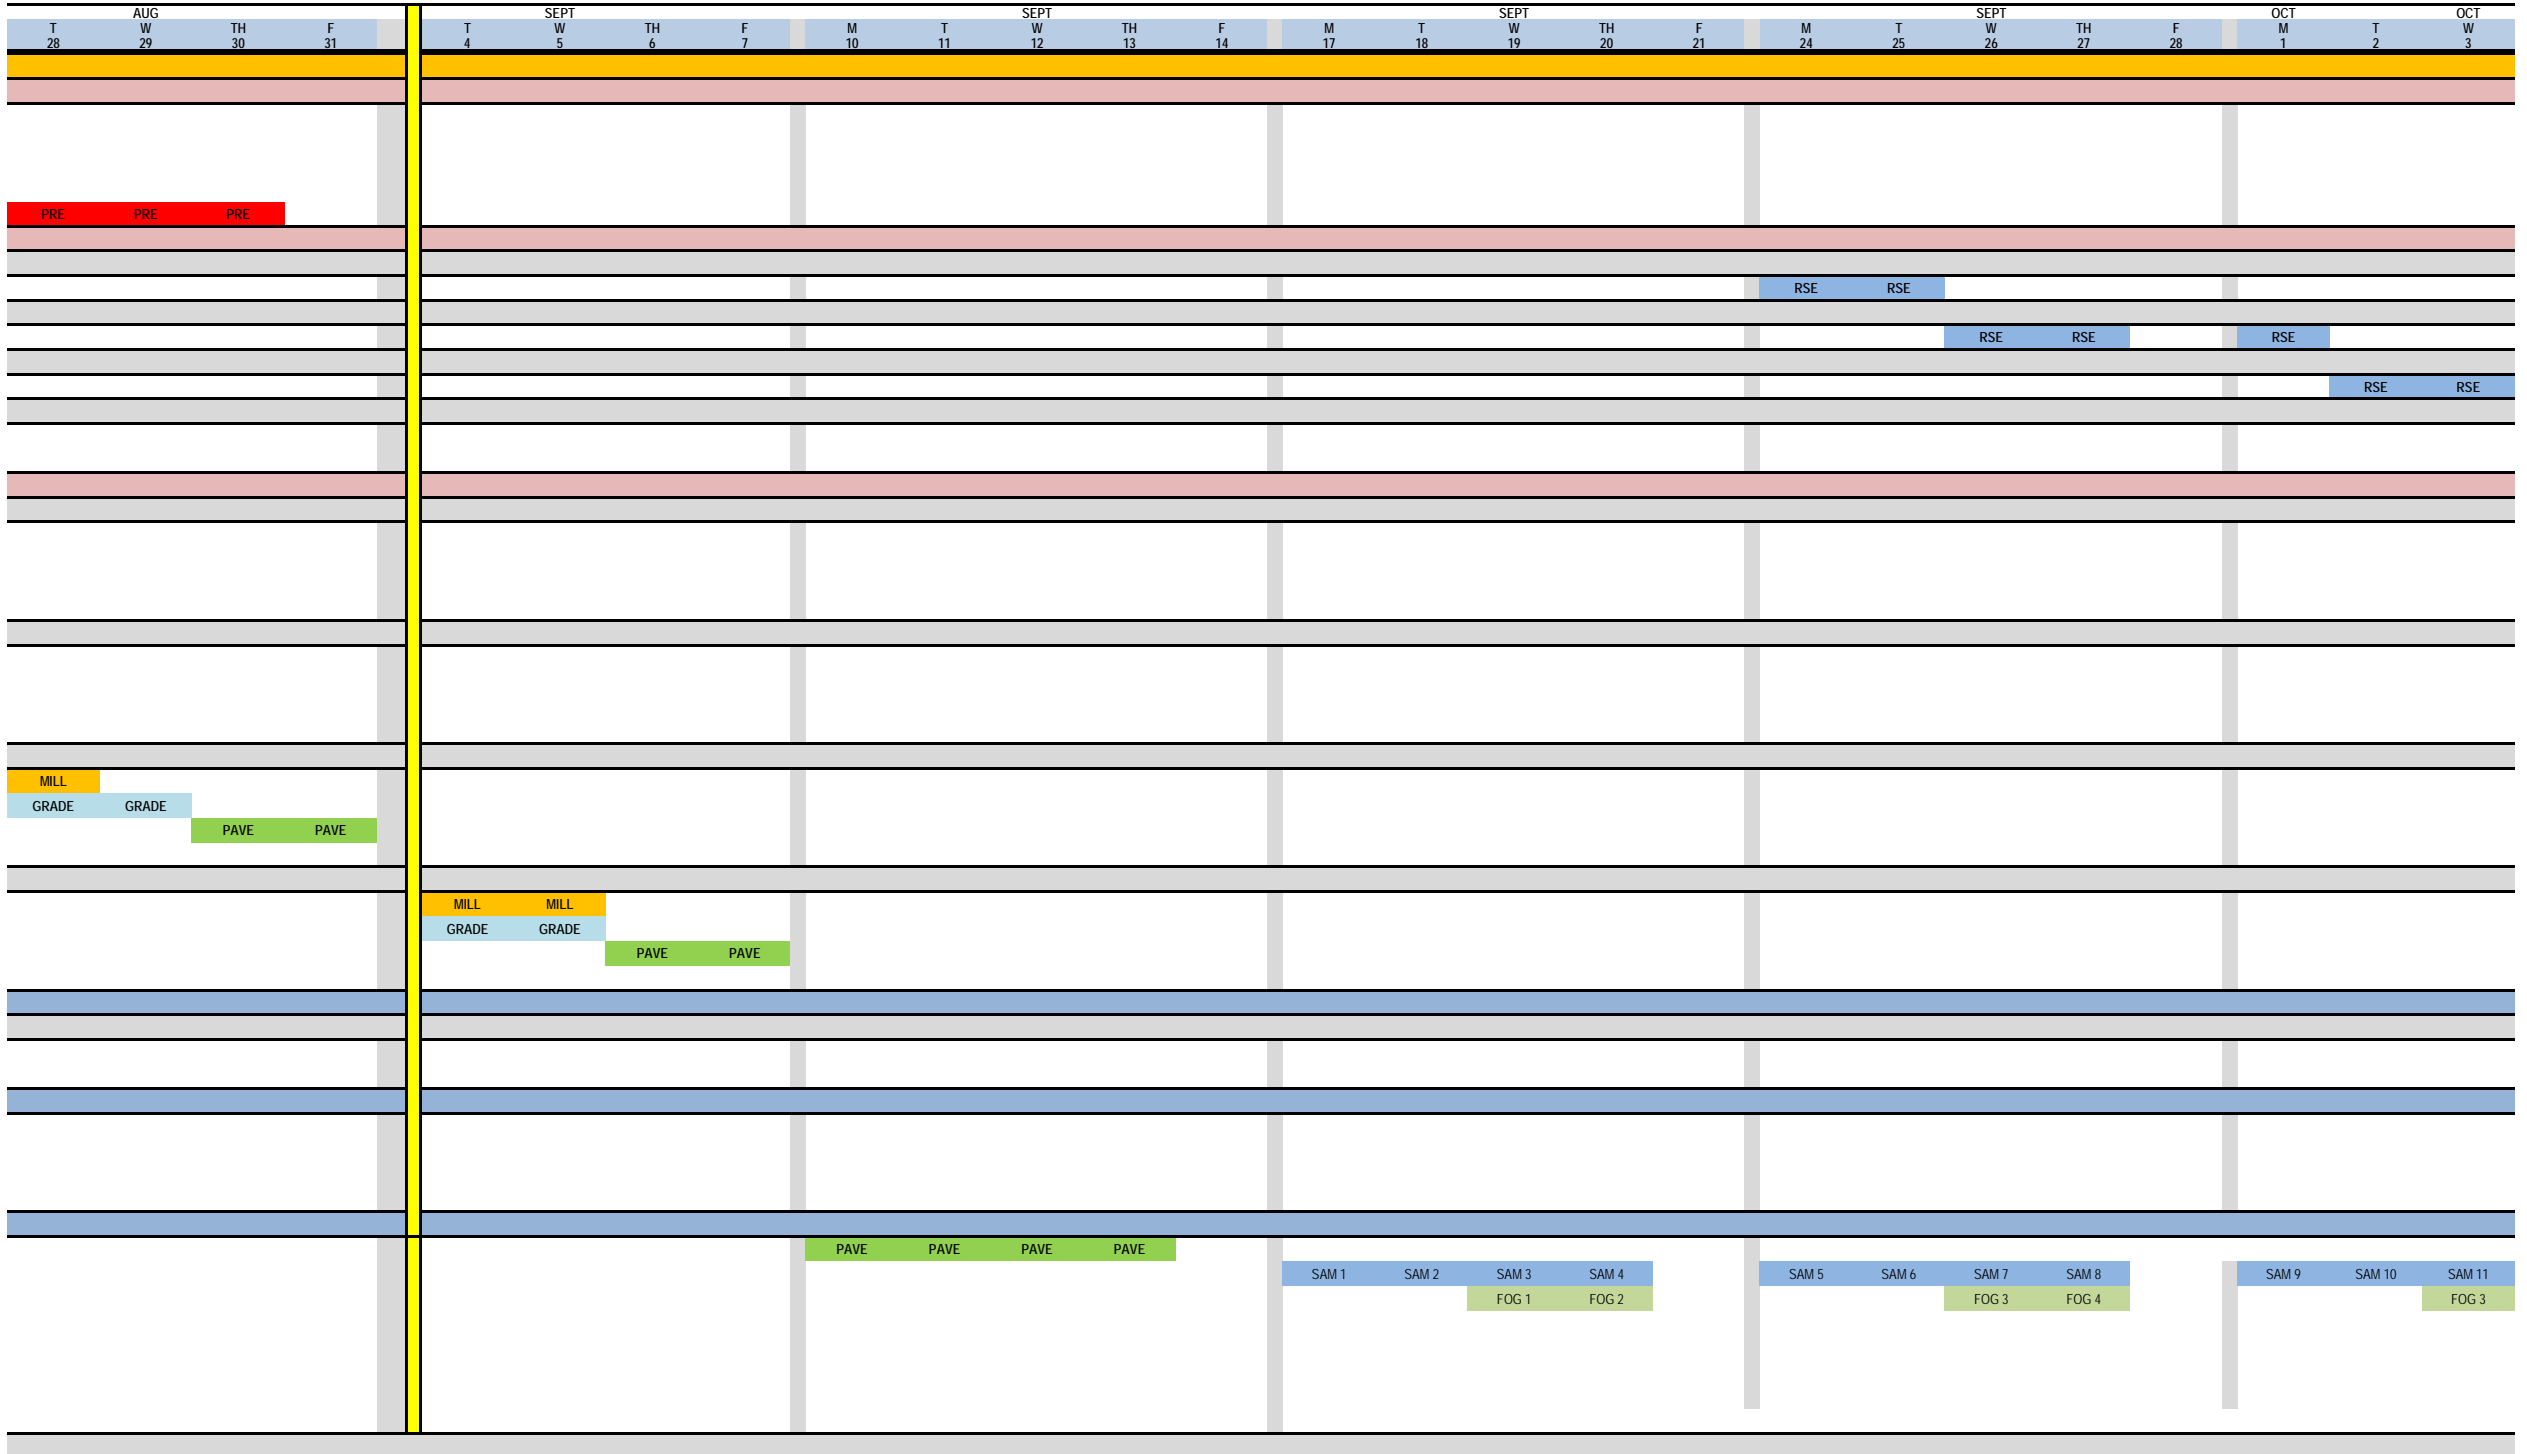 AUG SEPT SEPT SEPT SEPT OCT OCT
T W TH F T W TH F M T W TH F M T W TH F M T W TH F M T W
28 29 30 31 4 5 6 7 10 11 12 13 14 17 18 19 20 21 24 25 26 27 28 1 2 3
PRE PRE PRE
RSE RSE
RSE RSE RSE
RSE RSE
MILL
GRADE GRADE
PAVE PAVE
MILL MILL
GRADE GRADE
PAVE PAVE
PAVE PAVE PAVE PAVE
SAM 1 SAM 2 SAM 3 SAM 4 SAM 5 SAM 6 SAM 7 SAM 8 SAM 9 SAM 10 SAM 11
FOG 1 FOG 2 FOG 3 FOG 4 FOG 3